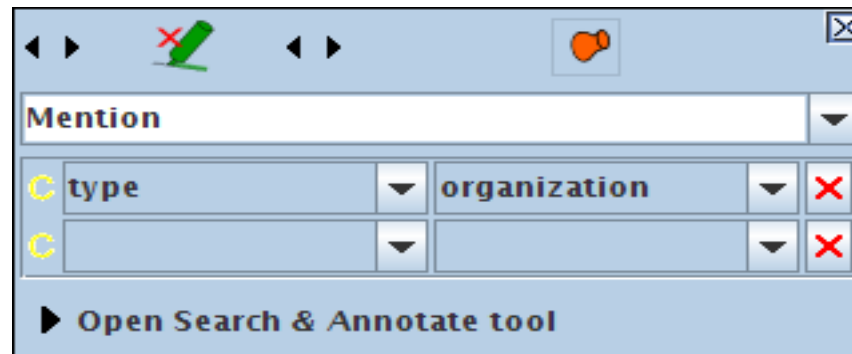 Mention
C type organization
C
Open Search & Annotate tool